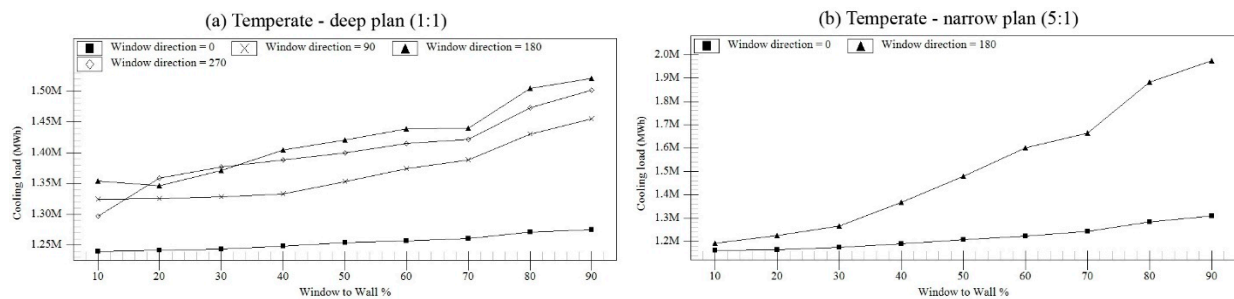 (a) Temperate - deep plan (1:1)
Window direction = 0
Window direction = 90
Window direction = 180
Window direction = 270
1.50M
1.45M
1.40M
1.35M
1.30M
1.25M
Cooling load (MWh)
10 20 30 40 50 60 70 80 90
Window to Wall %
(b) Temperate - narrow plan (5:1)
Window direction = 0
Window direction = 180
2.0M
1.9M
1.8M
1.6M
1.5M
1.4M
1.3M
1.2M
Cooling load (MWh)
10 20 30 40 50 60 70 80 90
Window to Wall %